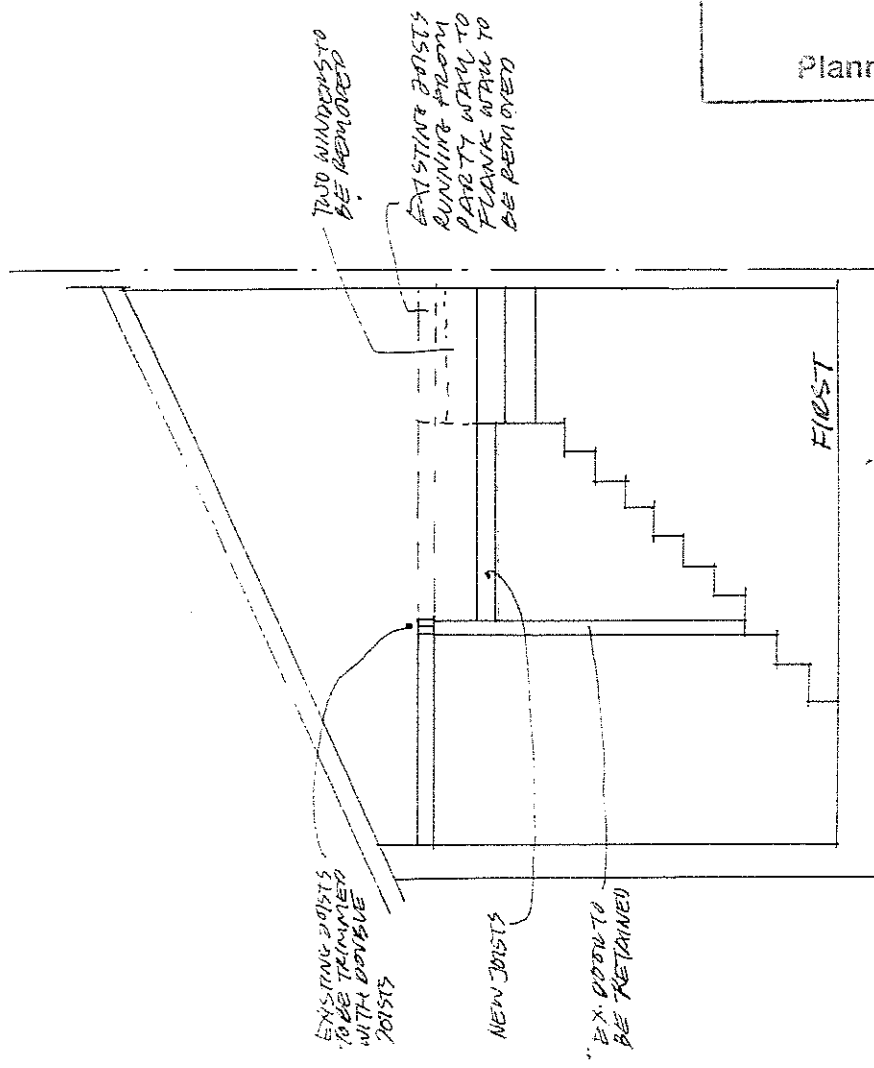 TWO WINDERS TO
BE REMOVED
EXISTING JOISTS
RUNNING FROM
PARTY WALL TO
FLANK WALL TO
BE REMOVED
Plann
FIRST
EXISTING JOISTS
TO BE TRIMMED
WITH DOUBLE
JOISTS
NEW JOISTS
EX. DOOR TO
BE RETAINED